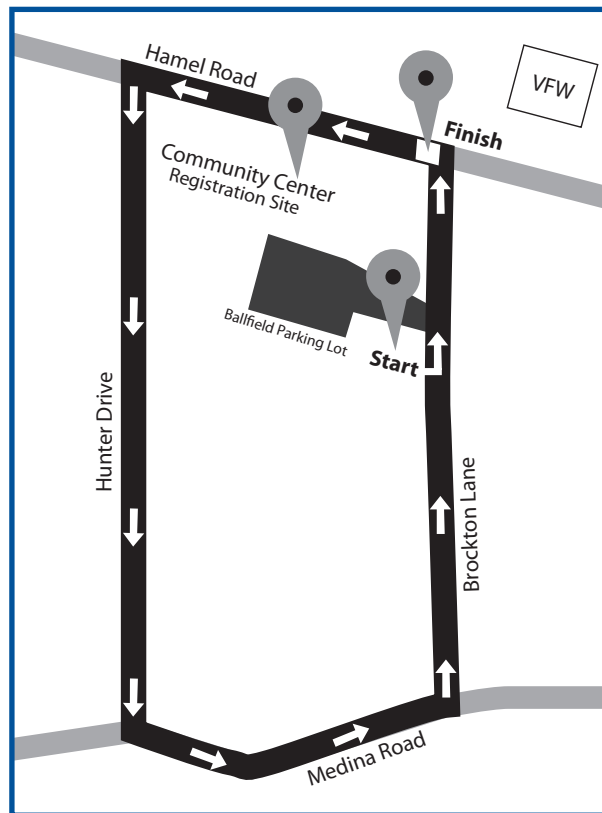 Hamel Road
VFW
Finish
Community Center
Registration Site
Ballfield Parking Lot
Start
Hunter Drive
Brockton Lane
Medina Road